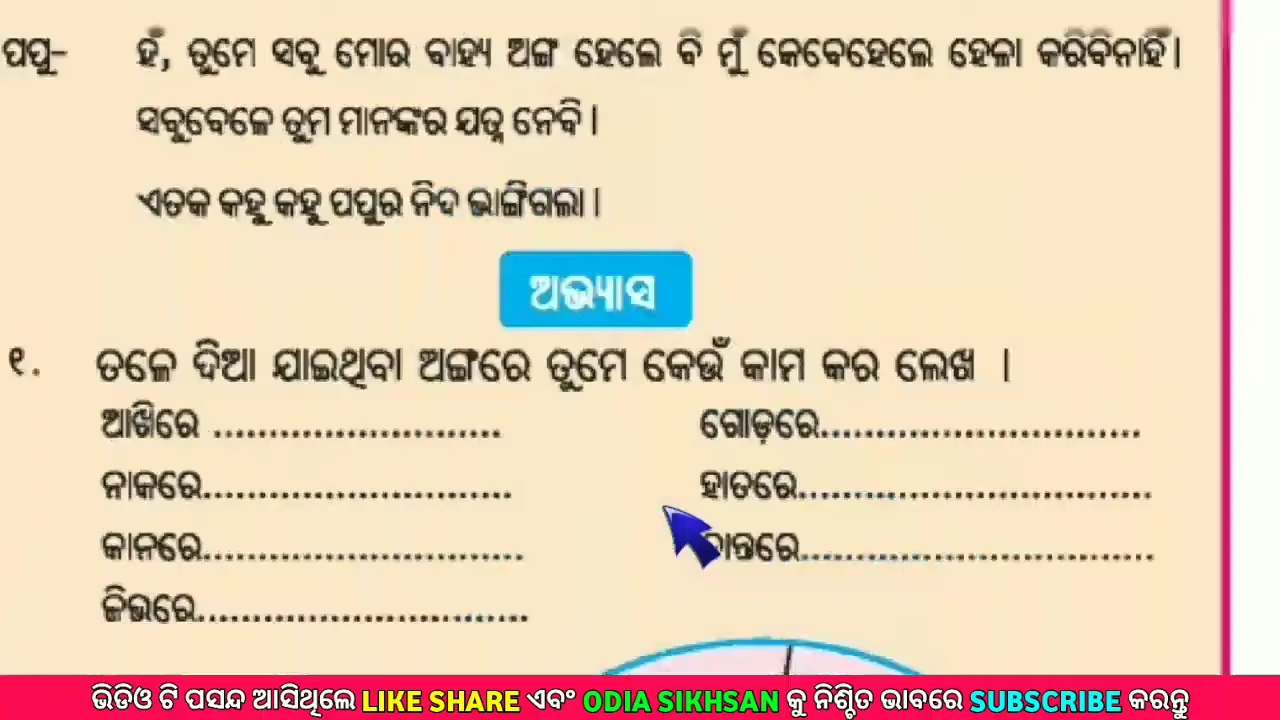 ପପୁ- ହଁ, ତୁମେ ସବୁ ମୋର ବାହ୍ୟ ଅଙ୍ଗ ହେଲେ ବି ମୁଁ କେବେହେଲେ ହେଳା କରିବିନାହିଁ।
ସବୁବେଳେ ତୁମ ମାନଙ୍କର ଯତ୍ନ ନେବି।
ଏତକ କହୁ କହୁ ପପୁର ନିଦ ଭାଙ୍ଗିଗଲା।
ଅଭ୍ୟାସ
୧. ତଳେ ଦିଆ ଯାଇଥିବା ଅଙ୍ଗରେ ତୁମେ କେଉଁ କାମ କର ଲେଖ ।
ଆଖିରେ .......................... ଗୋଡ଼ରେ.............................
ନାକରେ............................ ହାତରେ................................
କାନରେ............................. ଦାନ୍ତରେ................................
ଜିଭରେ..............................
ଭିଡିଓ ଟି ପସନ୍ଦ ଆସିଥିଲେ LIKE SHARE ଏବଂ ODIA SIKHSAN କୁ ନିଶ୍ଚିତ ଭାବରେ SUBSCRIBE କରନ୍ତୁ